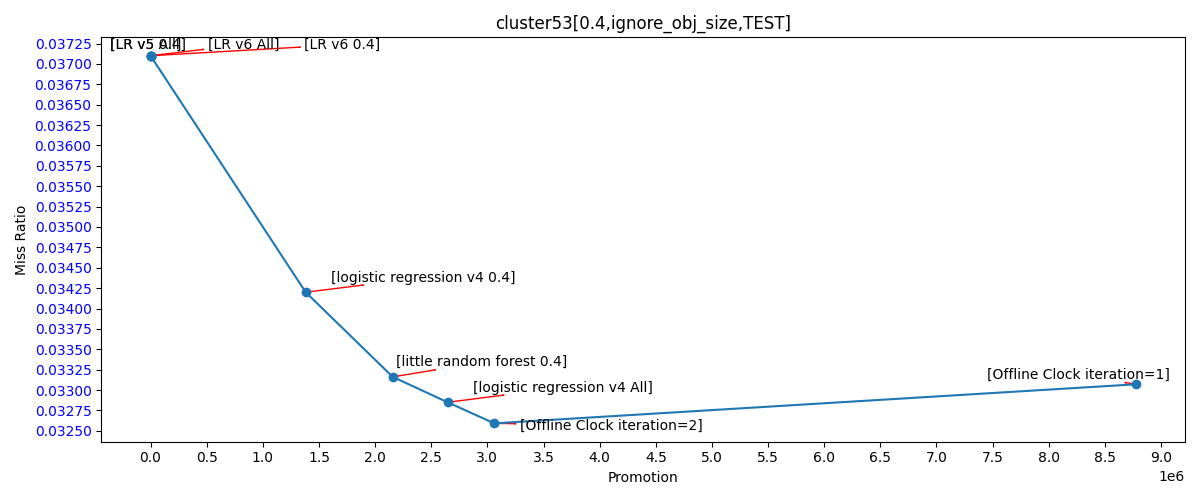 cluster53[0.4,ignore_obj_size,TEST]
Miss Ratio
0.03725
0.03700
0.03675
0.03650
0.03625
0.03600
0.03575
0.03550
0.03525
0.03500
0.03475
0.03450
0.03425
0.03400
0.03375
0.03350
0.03325
0.03300
0.03275
0.03250
[LR v6 All]
[LR v6 0.4]
[logistic regression v4 0.4]
[little random forest 0.4]
[logistic regression v4 All]
[Offline Clock iteration=1]
[Offline Clock iteration=2]
0.0 0.5 1.0 1.5 2.0 2.5 3.0 3.5 4.0 4.5 5.0 5.5 6.0 6.5 7.0 7.5 8.0 8.5 9.0
1e6
Promotion